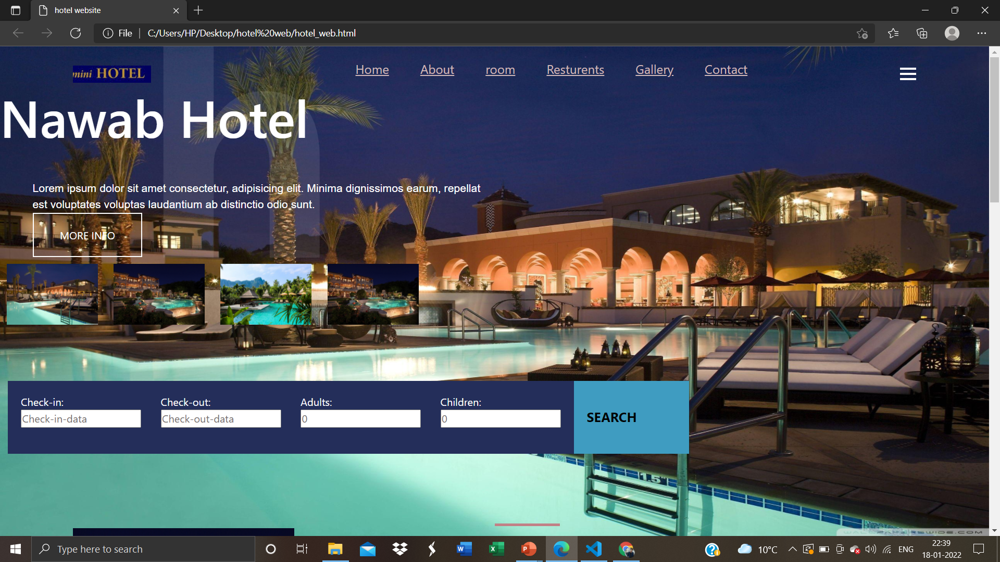 hotel website
File
C:/Users/HP/Desktop/hotel%20web/hotel_web.html
mini HOTEL
Home About room Resturents Gallery Contact
h
Nawab Hotel
Lorem ipsum dolor sit amet consectetur, adipisicing elit. Minima dignissimos earum, repellat
est voluptates voluptas laudantium ab distinctio odio sunt.
MORE INFO
Check-in: Check-out: Adults: Children:
Check-in-data Check-out-data 0 0
SEARCH
1.5
Type here to search
10°C
ENG
22:39
18-01-2022